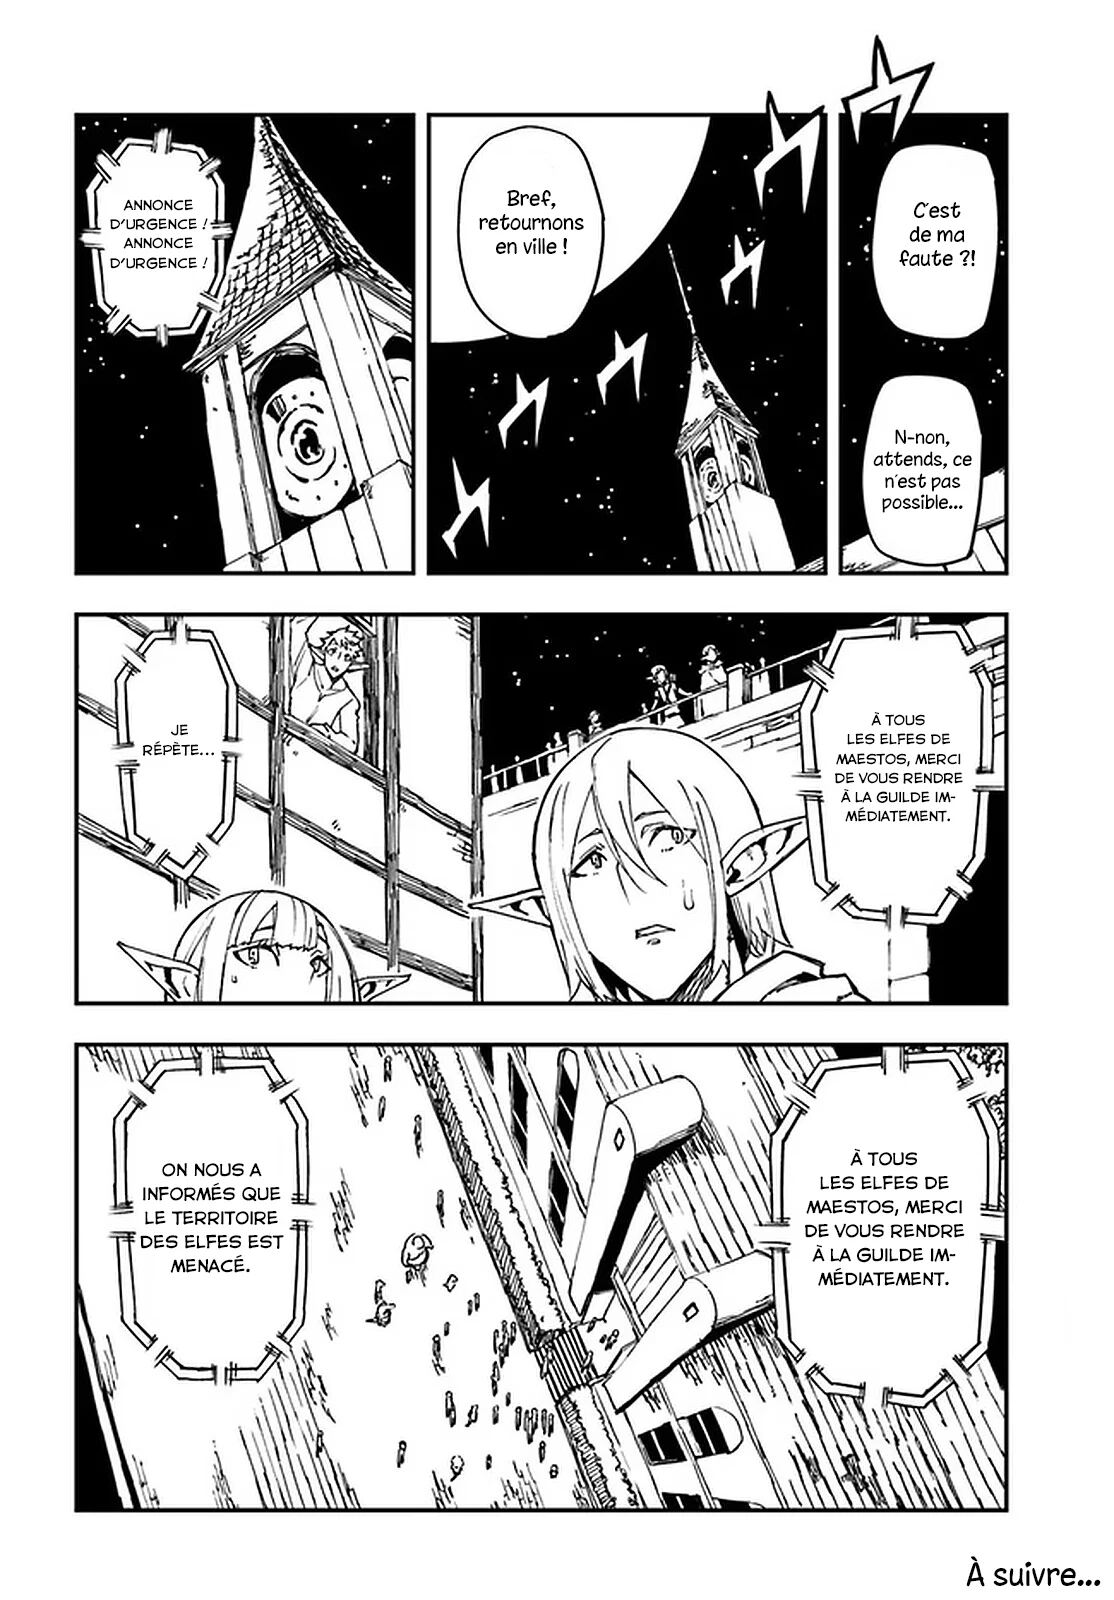 C'est
de ma
faute ?!
N-non,
attends, ce
n'est pas
possible...
Bref,
retournons
en ville !
ANNONCE
D'URGENCE !
ANNONCE
D'URGENCE !
À TOUS
LES ELFES DE
MAESTOS, MERCI
DE VOUS RENDRE
À LA GUILDE IM-
MÉDIATEMENT.
JE
RÉPÈTE...
À TOUS
LES ELFES DE
MAESTOS, MERCI
DE VOUS RENDRE
À LA GUILDE IM-
MÉDIATEMENT.
ON NOUS A
INFORMÉS QUE
LE TERRITOIRE
DES ELFES EST
MENACÉ.
À suivre...